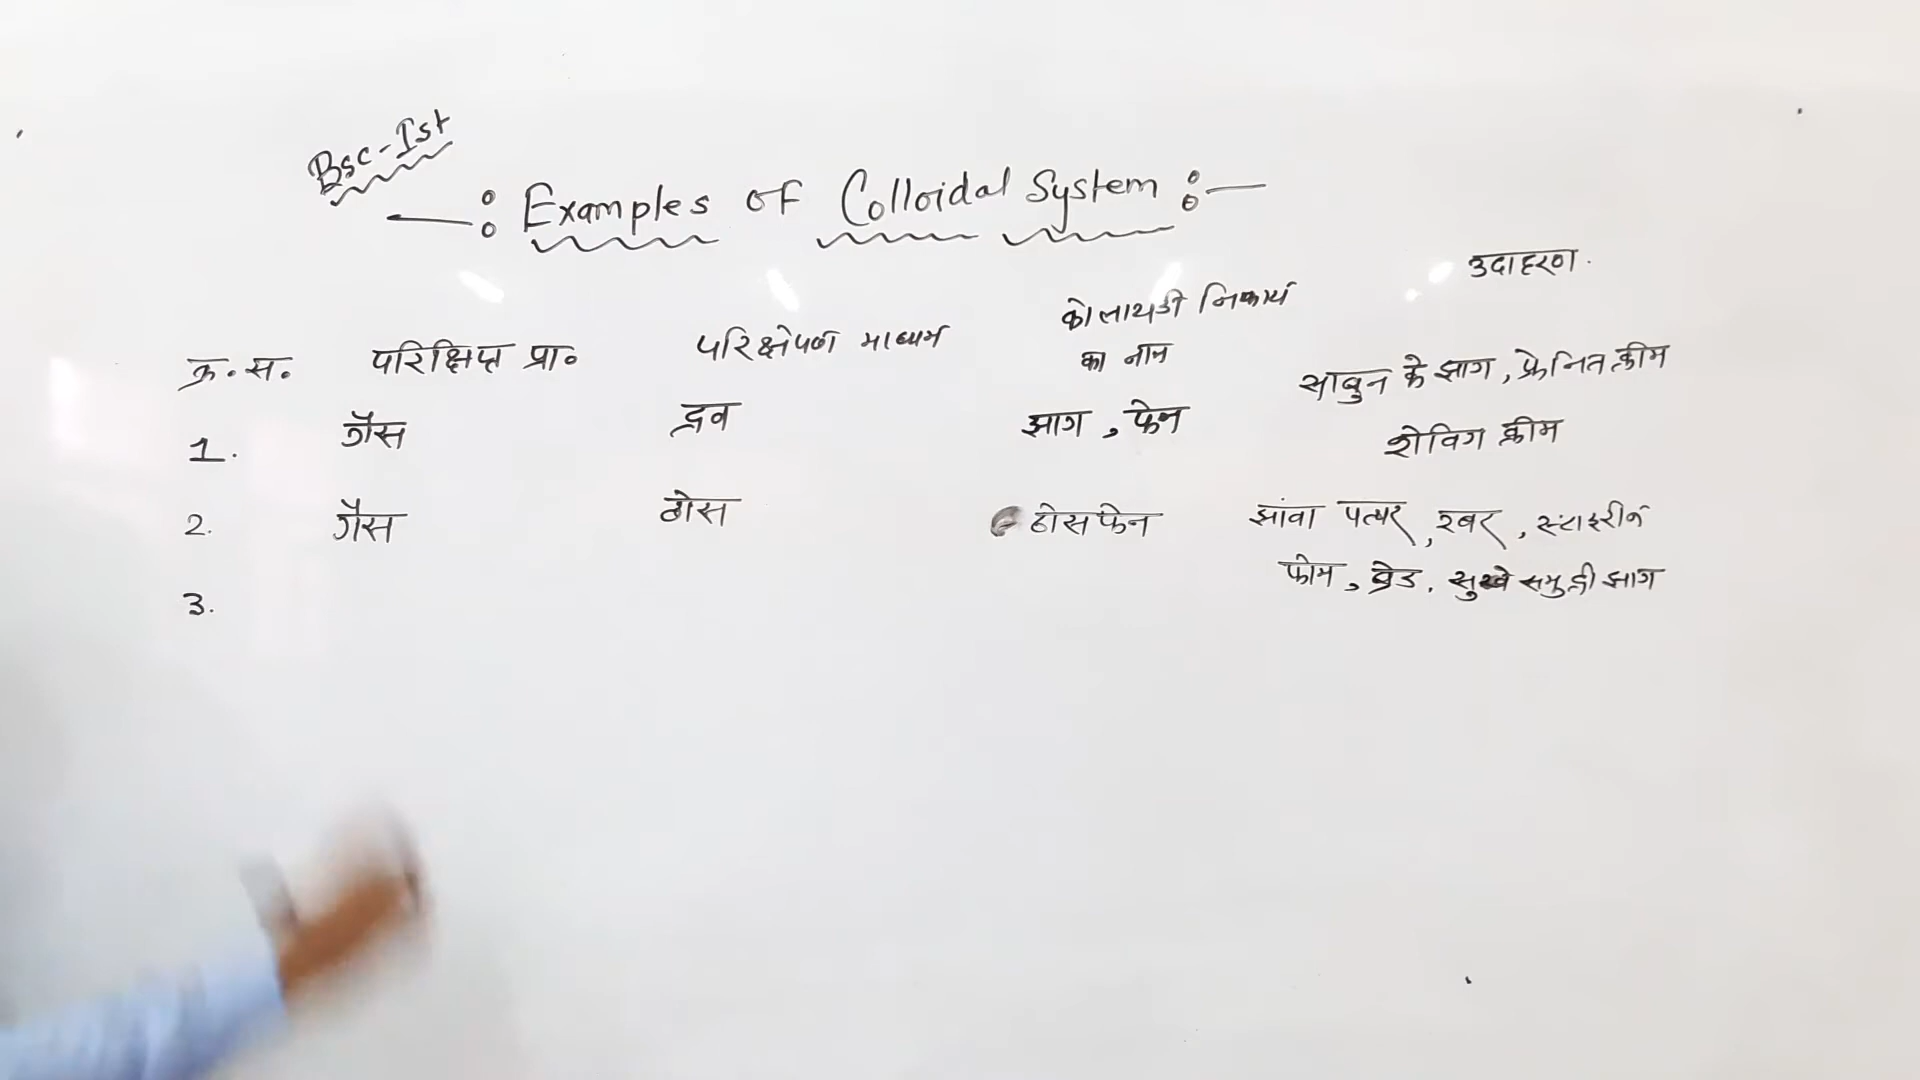 Bsc-Ist
Examples of Colloidal System
उदाहरण.
क्र.स. परिक्षिप्त प्रा० परिक्षेपण माध्यम कोलायडी निकाय
का नाम
1. गैस द्रव झाग, फेन साबुन के झाग, फेनित क्रीम
शेविंग क्रीम
2. गैस ठोस ठोस फेन झांवा पत्थर, रबर, स्टाइरीन
फोम, ब्रेड. सुखे समुद्री झाग
3.